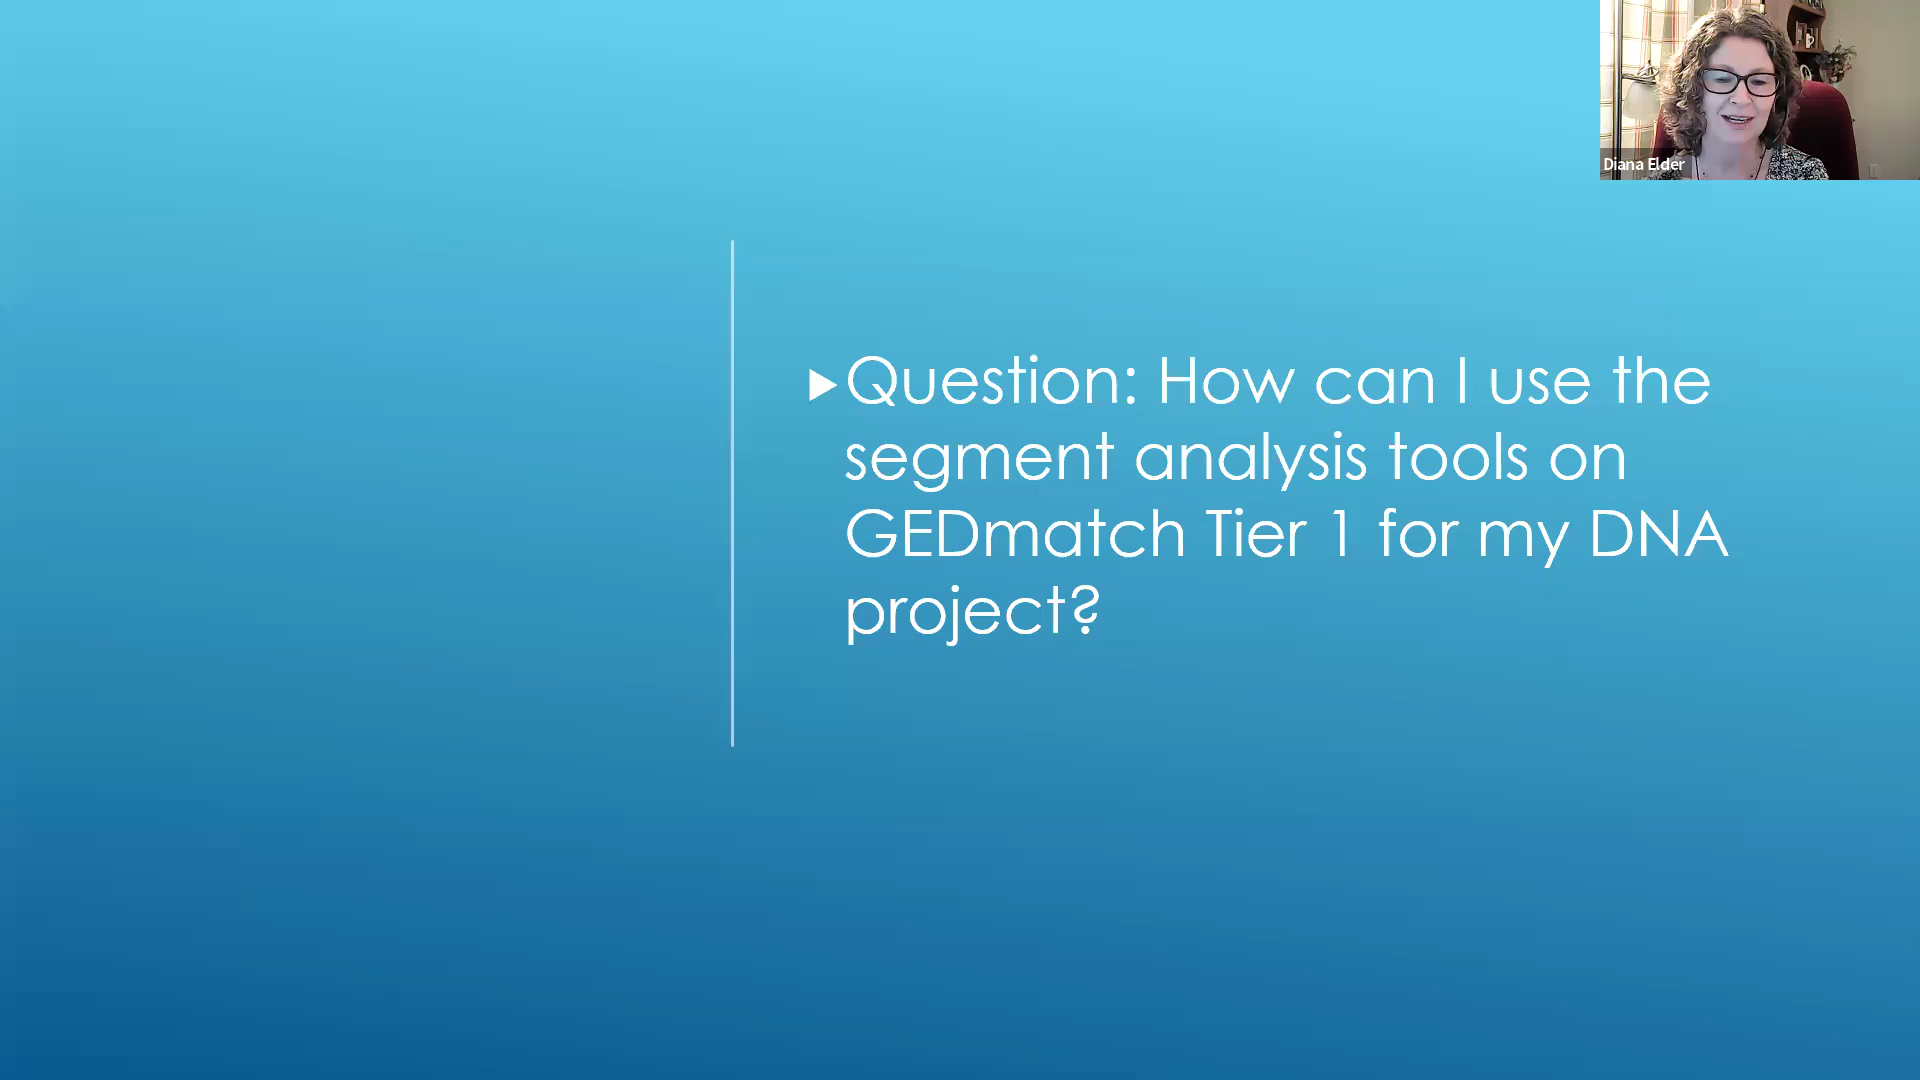 Diana Elder
Question: How can I use the
segment analysis tools on
GEDmatch Tier 1 for my DNA
project?